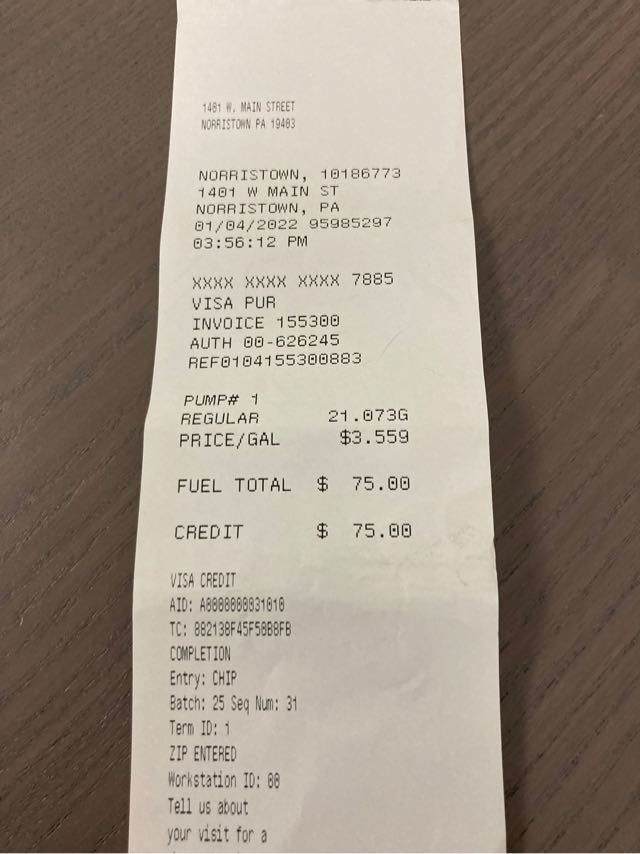 1401 W. MAIN STREET
NORRISTOWN PA 19403
NORRISTOWN, 10186773
1401 W MAIN ST
NORRISTOWN, PA
01/04/2022 95985297
03:56:12 PM
XXXX XXXX XXXX 7885
VISA PUR
INVOICE 155300
AUTH 00-626245
REF0104155300883
PUMP# 1
REGULAR 21.073G
PRICE/GAL $3.559
FUEL TOTAL $ 75.00
CREDIT $ 75.00
VISA CREDIT
AID: A0000000031010
TC: 882138F45F58B8FB
COMPLETION
Entry: CHIP
Batch: 25 Seq Num: 31
Term ID: 1
ZIP ENTERED
Workstation ID: 00
Tell us about
your visit for a